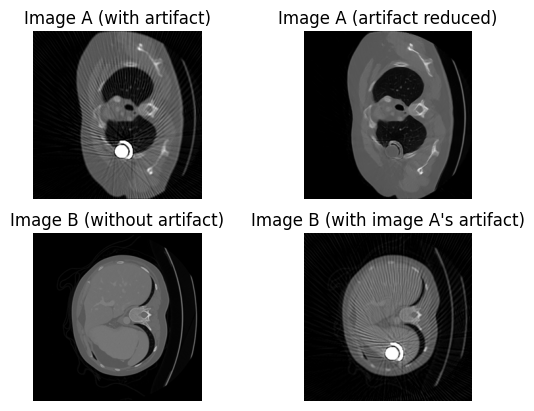 Image A (with artifact)
Image A (artifact reduced)
Image B (without artifact)
Image B (with image A's artifact)